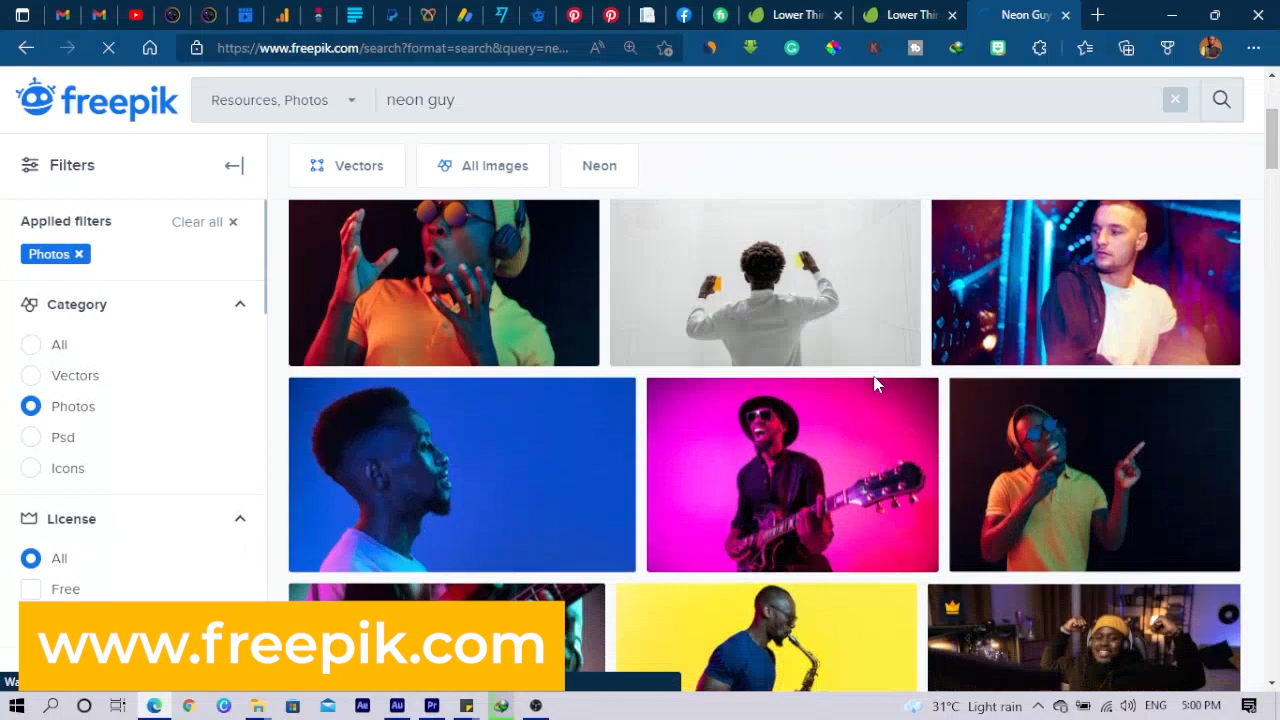 Lower Thi
Lower Thi
Neon Guy
https://www.freepik.com/search?format=search&query=ne...
freepik
Resources, Photos
neon guy
Filters
Vectors
All Images
Neon
Applied filters
Clear all
Photos
Category
All
Vectors
Photos
Psd
Icons
License
All
Free
www.freepik.com
Wa
31°C Light rain
ENG
5:00 PM